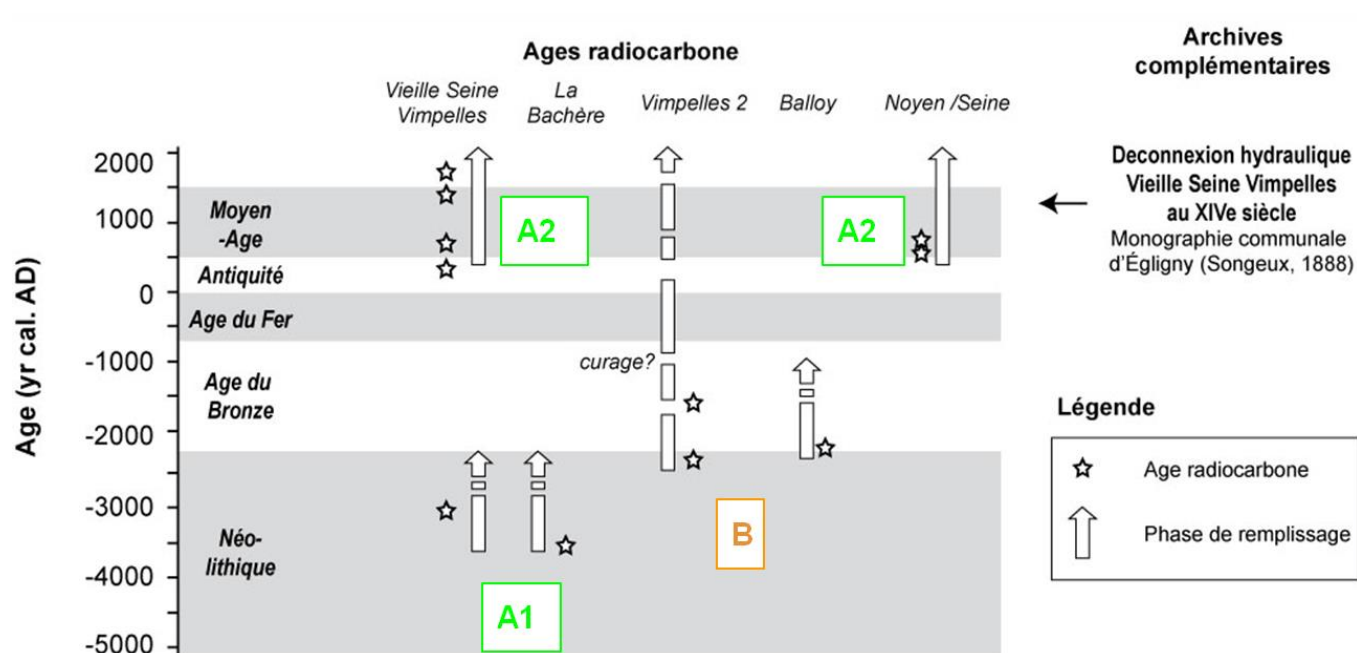 Ages radiocarbone
Archives
complémentaires
Vieille Seine
Vimpelles
La
Bachère
Vimpelles 2
Balloy
Noyen /Seine
Age (yr cal. AD)
2000
1000
0
-1000
-2000
-3000
-4000
-5000
Moyen
-Age
Antiquité
Age du Fer
Age du
Bronze
Néo-
lithique
A2
A2
curage?
B
A1
Deconnexion hydraulique
Vieille Seine Vimpelles
au XIVe siècle
Monographie communale
d'Égligny (Songeux, 1888)
Légende
Age radiocarbone
Phase de remplissage